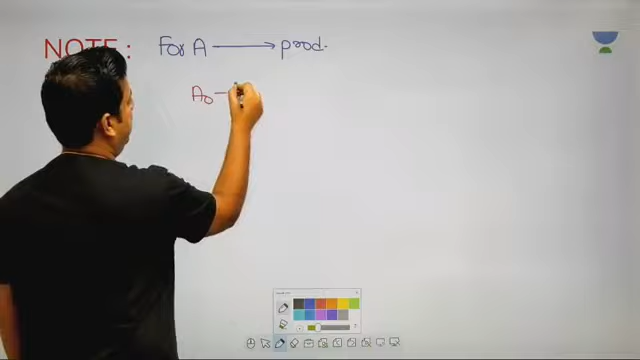 NOTE: For A ⟶ prod.
A₀ —